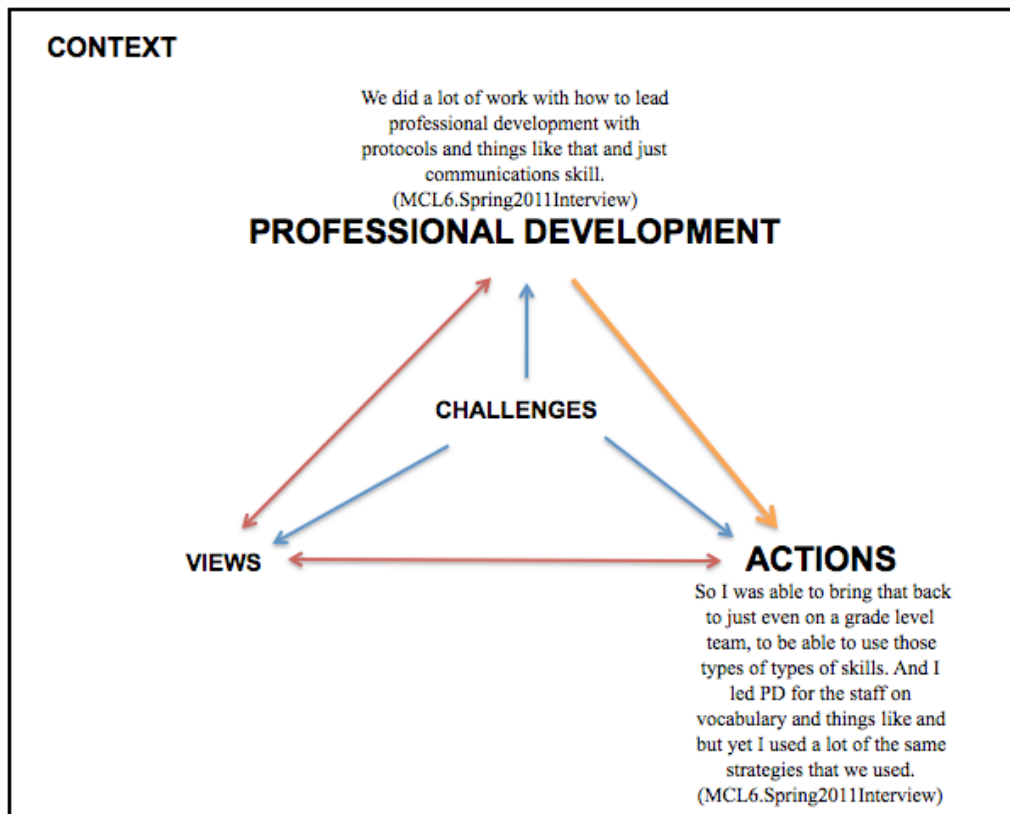 CONTEXT
We did a lot of work with how to lead
professional development with
protocols and things like that and just
communications skill.
(MCL6.Spring2011Interview)
PROFESSIONAL DEVELOPMENT
CHALLENGES
VIEWS
ACTIONS
So I was able to bring that back
to just even on a grade level
team, to be able to use those
types of types of skills. And I
led PD for the staff on
vocabulary and things like and
but yet I used a lot of the same
strategies that we used.
(MCL6.Spring2011Interview)